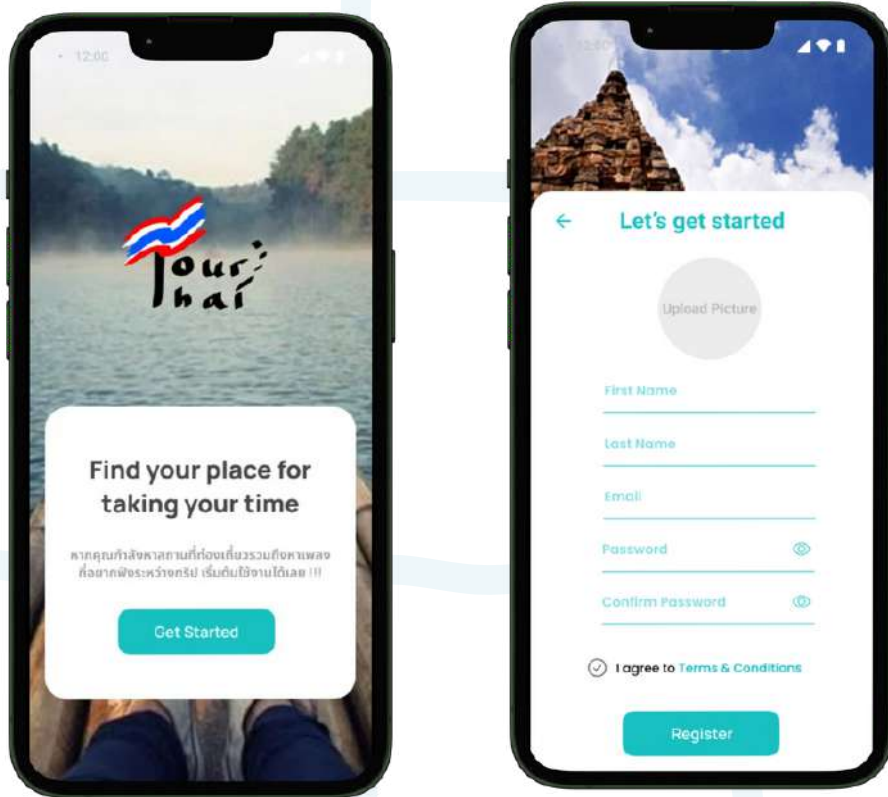 12:00
Tour
Thai
Find your place for
taking your time
หากคุณกำลังหาสถานที่ท่องเที่ยวรวมถึงหาเพลง
ที่อยากฟังระหว่างทริป เริ่มต้นใช้งานได้เลย !!!
Get Started
12:00
Let's get started
Upload Picture
First Name
Last Name
Email
Password
Confirm Password
I agree to Terms & Conditions
Register